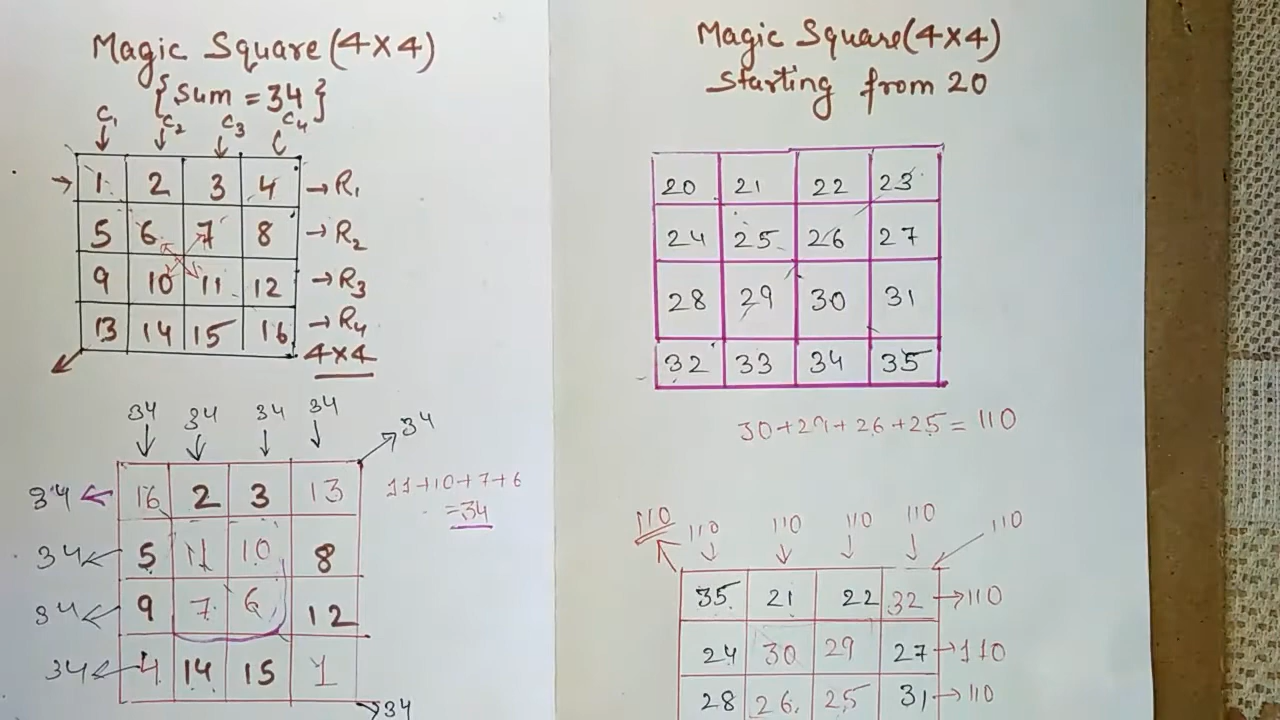 Magic Square (4×4)
{Sum = 34}
C₁ C₂ C₃ C₄
1 2 3 4 →R₁
5 6 7 8 →R₂
9 10 11 12 →R₃
13 14 15 16 →R₄
4×4
34 34 34 34 34
34 16 2 3 13
11+10+7+6
=34
34 5 11 10 8
34 9 7 6 12
34 4 14 15 1
34
Magic Square (4×4)
Starting from 20
20 21 22 23
24 25 26 27
28 29 30 31
32 33 34 35
30+29+26+25=110
110 110 110 110 110 110
35 21 22 32 →110
24 30 29 27 →110
28 26 25 31 →110